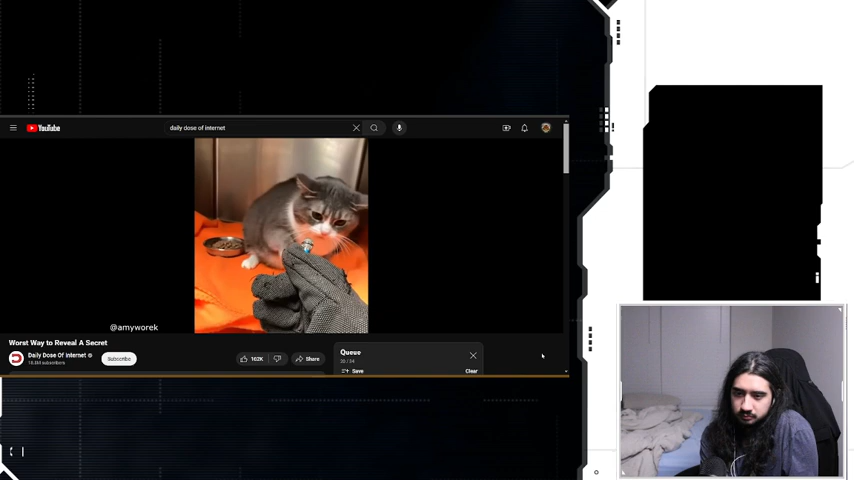 YouTube
daily dose of internet
@amyworek
Worst Way to Reveal A Secret
Daily Dose Of Internet
Subscribe
162K
Share
Queue
Save
Clear